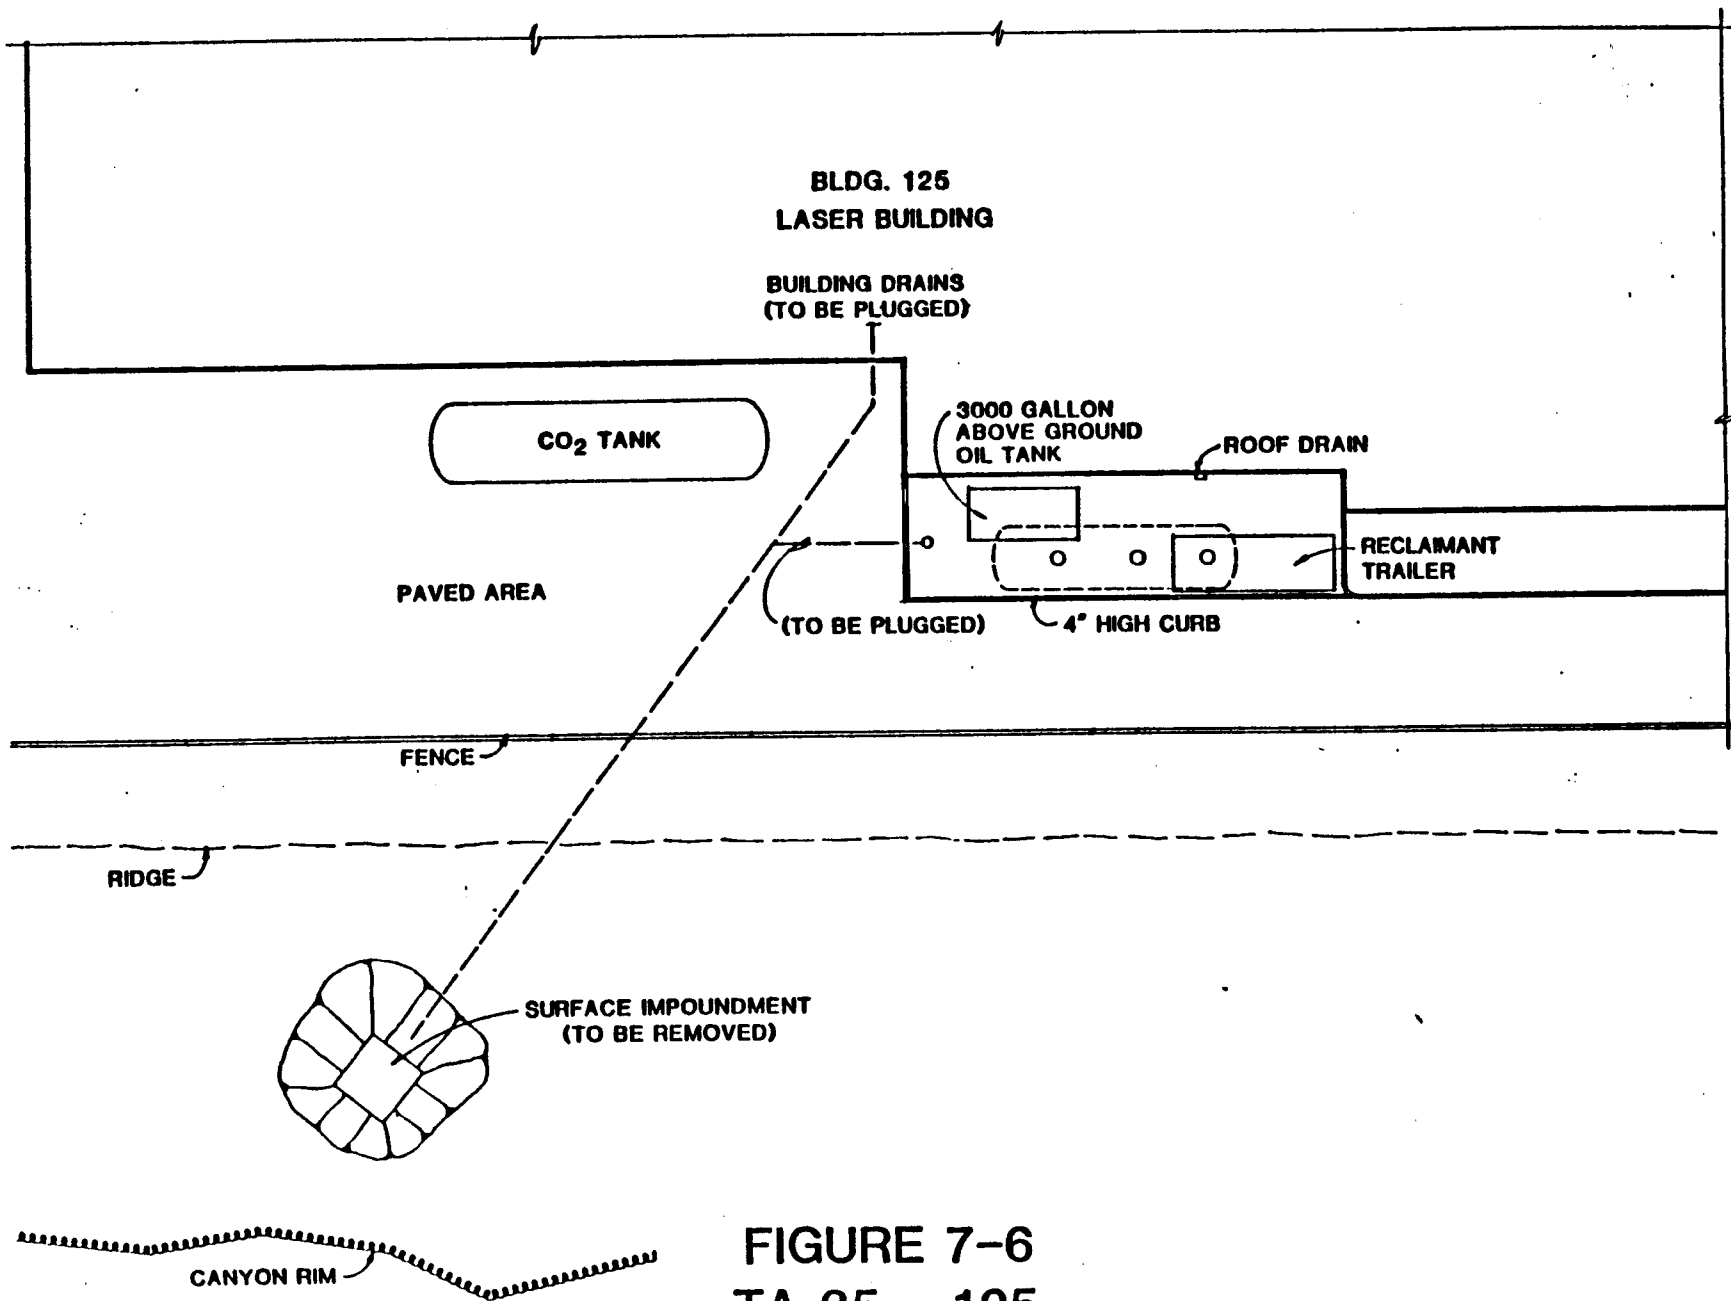 BLDG. 125
LASER BUILDING
BUILDING DRAINS
(TO BE PLUGGED)
CO2 TANK
3000 GALLON
ABOVE GROUND
OIL TANK
ROOF DRAIN
RECLAIMANT
TRAILER
PAVED AREA
(TO BE PLUGGED)
4" HIGH CURB
FENCE
RIDGE
SURFACE IMPOUNDMENT
(TO BE REMOVED)
CANYON RIM
FIGURE 7-6